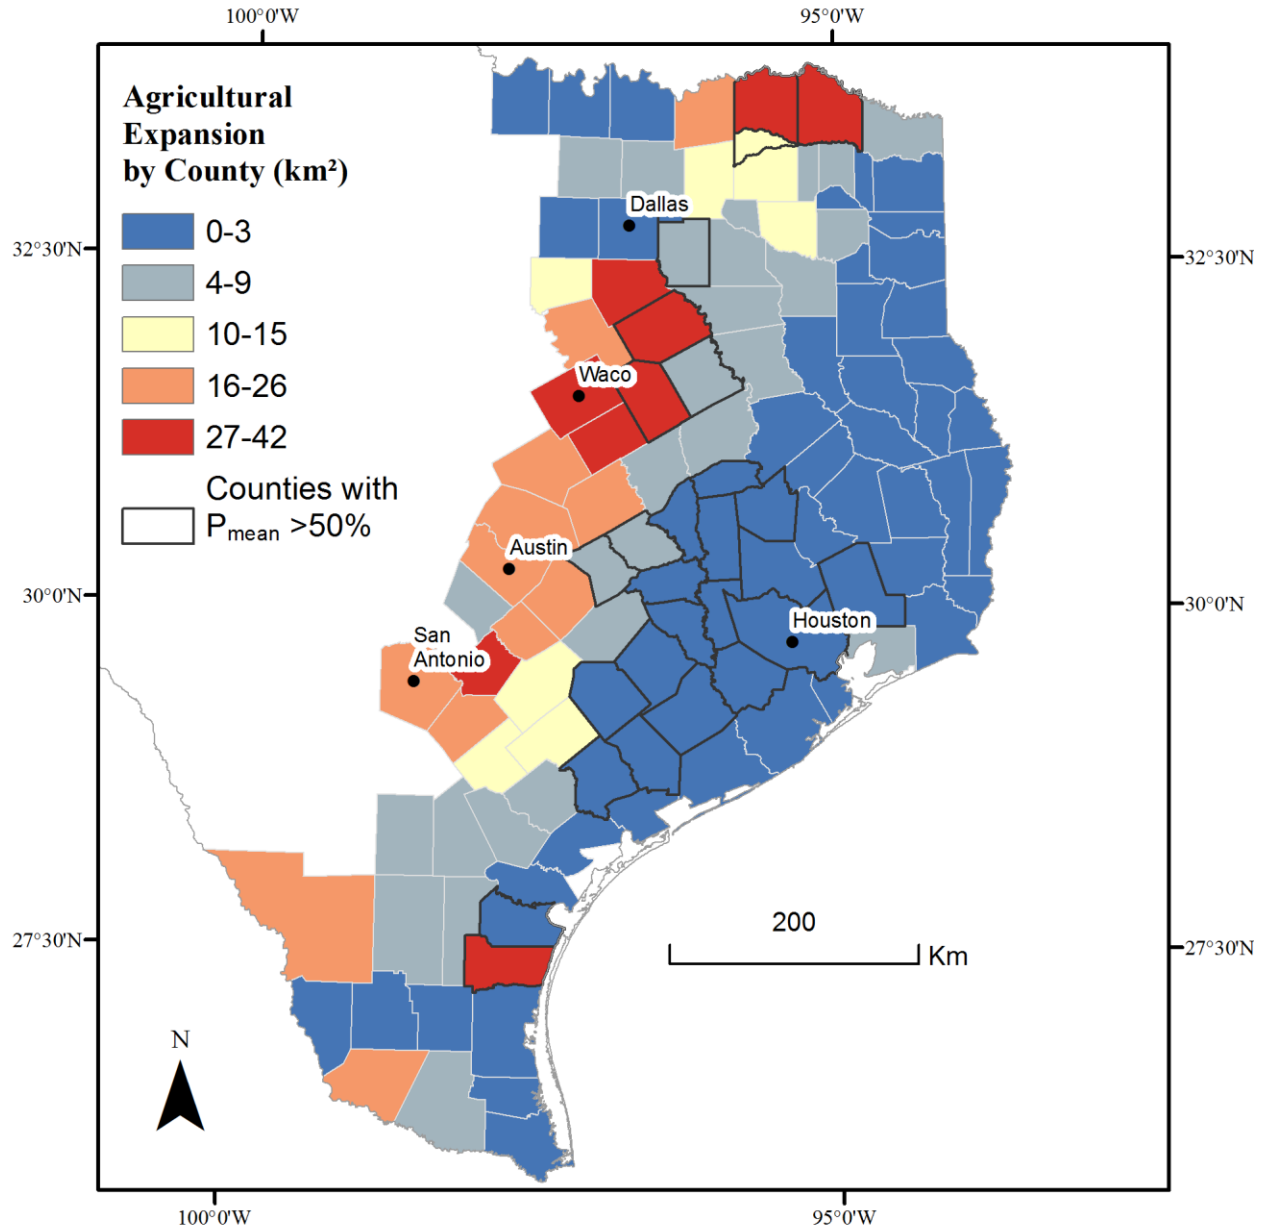 100°0'W
95°0'W
Agricultural
Expansion
by County (km²)
0-3
4-9
10-15
16-26
27-42
Counties with
Pmean >50%
Dallas
32°30'N
32°30'N
Waco
Austin
30°0'N
30°0'N
Houston
San
Antonio
200
Km
27°30'N
27°30'N
N
100°0'W
95°0'W